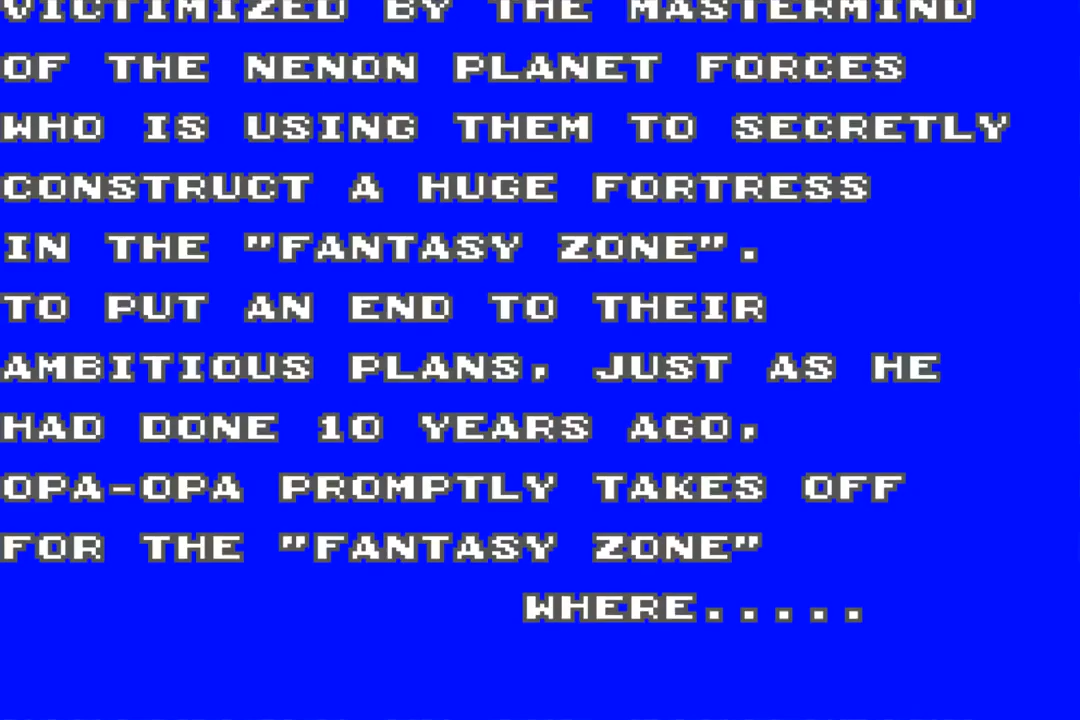 VICTIMIZED BY THE MASTERMIND
OF THE NENON PLANET FORCES
WHO IS USING THEM TO SECRETLY
CONSTRUCT A HUGE FORTRESS
IN THE "FANTASY ZONE".
TO PUT AN END TO THEIR
AMBITIOUS PLANS, JUST AS HE
HAD DONE 10 YEARS AGO,
OPA-OPA PROMPTLY TAKES OFF
FOR THE "FANTASY ZONE"
WHERE.....